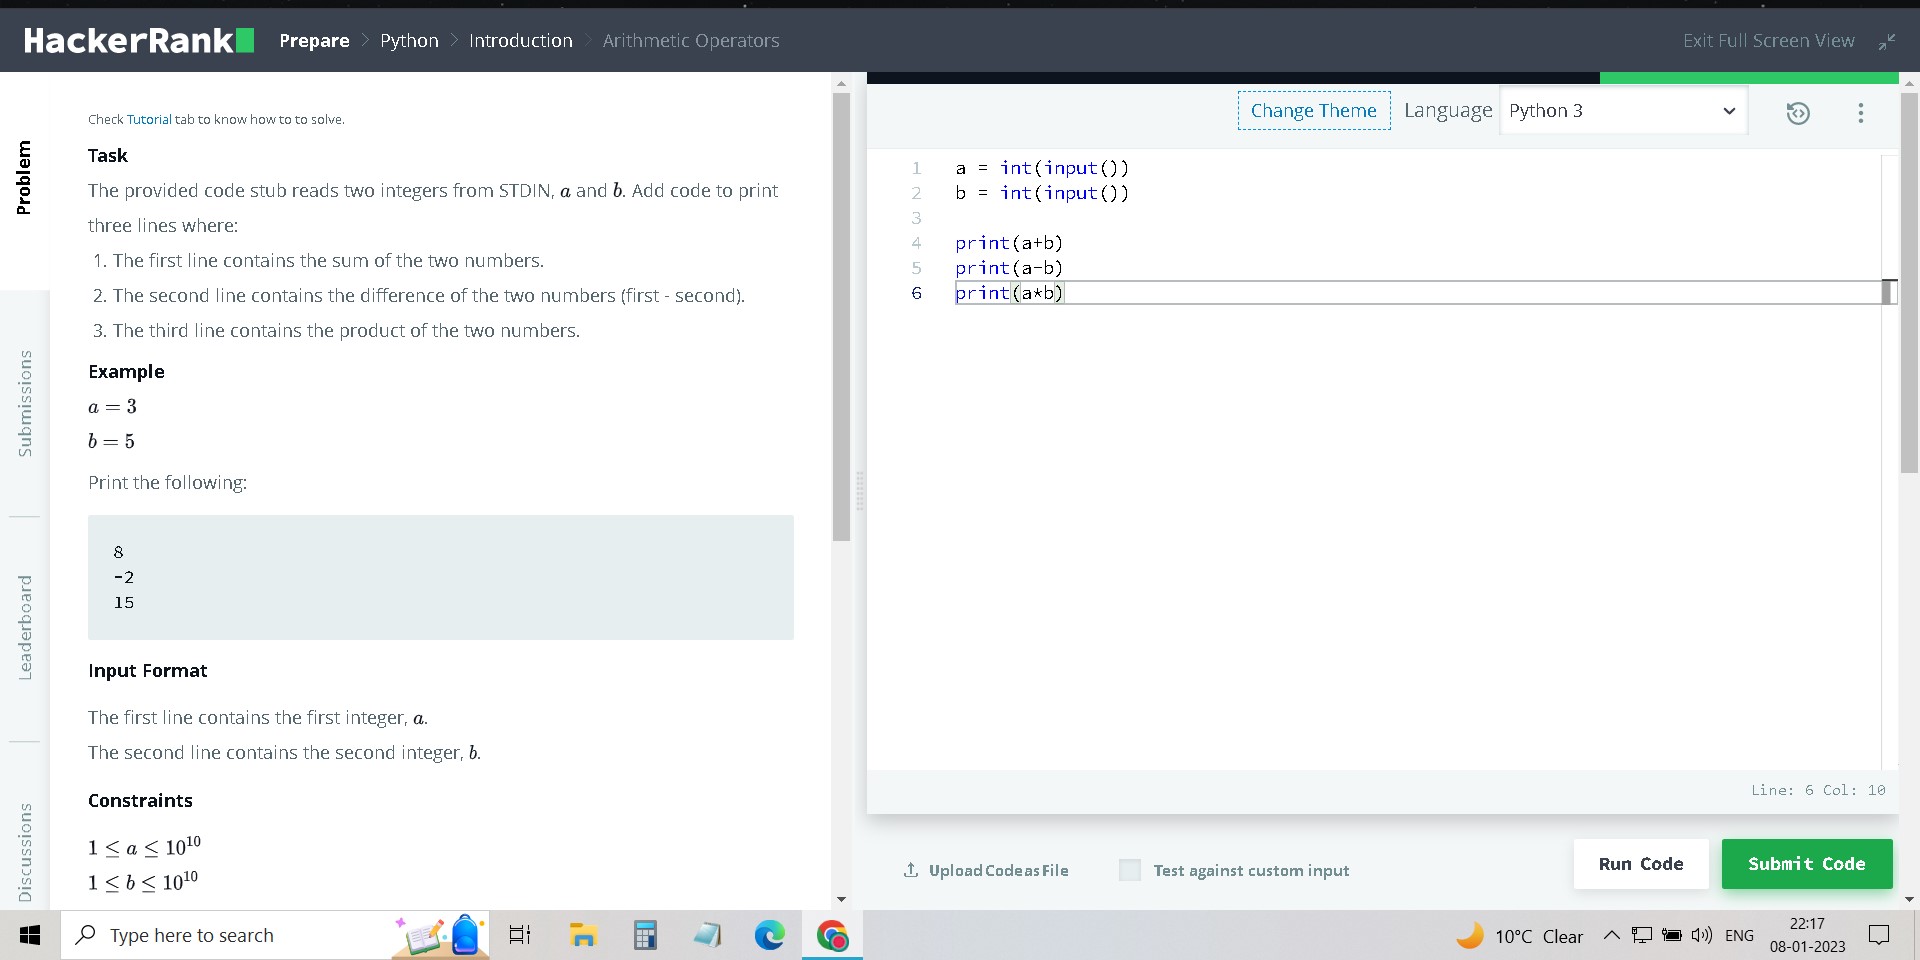 HackerRank
Prepare > Python > Introduction > Arithmetic Operators
Exit Full Screen View
Problem
Submissions
Leaderboard
Discussions
Check Tutorial tab to know how to to solve.
Task
The provided code stub reads two integers from STDIN, a and b. Add code to print
three lines where:
1. The first line contains the sum of the two numbers.
2. The second line contains the difference of the two numbers (first - second).
3. The third line contains the product of the two numbers.
Example
a = 3
b = 5
Print the following:
8
-2
15
Input Format
The first line contains the first integer, a.
The second line contains the second integer, b.
Constraints
1 ≤ a ≤ 10^10
1 ≤ b ≤ 10^10
Change Theme Language Python 3
1 a = int(input())
2 b = int(input())
3
4 print(a+b)
5 print(a-b)
6 print(a*b)
Line: 6 Col: 10
Upload Code as File
Test against custom input
Run Code
Submit Code
Type here to search
10°C Clear
ENG
22:17
08-01-2023